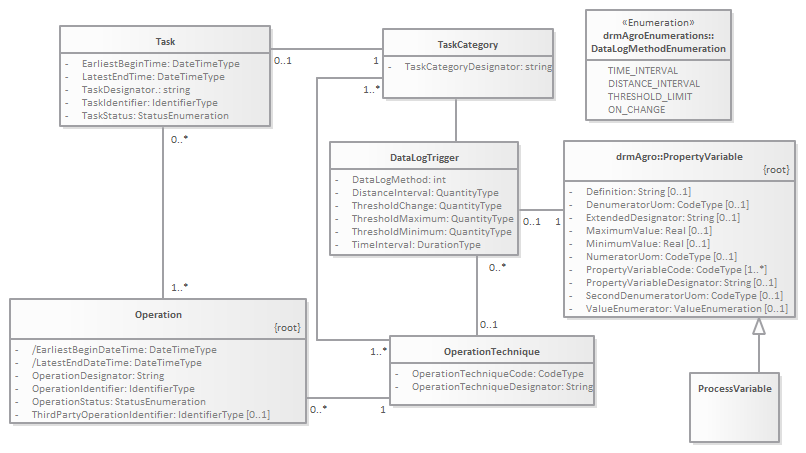 Task
- EarliestBeginTime: DateTimeType
- LatestEndTime: DateTimeType
- TaskDesignator.: string
- TaskIdentifier: IdentifierType
- TaskStatus: StatusEnumeration
0..1
1
TaskCategory
- TaskCategoryDesignator: string
1..*
«Enumeration»
drmAgroEnumerations::
DataLogMethodEnumeration
TIME_INTERVAL
DISTANCE_INTERVAL
THRESHOLD_LIMIT
ON_CHANGE
0..*
DataLogTrigger
- DataLogMethod: int
- DistanceInterval: QuantityType
- ThresholdChange: QuantityType
- ThresholdMaximum: QuantityType
- ThresholdMinimum: QuantityType
- TimeInterval: DurationType
0..1
1
drmAgro::PropertyVariable
{root}
- Definition: String [0..1]
- DenumeratorUom: CodeType [0..1]
- ExtendedDesignator: String [0..1]
- MaximumValue: Real [0..1]
- MinimumValue: Real [0..1]
- NumeratorUom: CodeType [0..1]
- PropertyVariableCode: CodeType [1..*]
- PropertyVariableDesignator: String [0..1]
- SecondDenumeratorUom: CodeType [0..1]
- ValueEnumerator: ValueEnumeration [0..1]
0..*
1..*
0..1
Operation
{root}
- /EarliestBeginDateTime: DateTimeType
- /LatestEndDateTime: DateTimeType
- OperationDesignator: String
- OperationIdentifier: IdentifierType
- OperationStatus: StatusEnumeration
- ThirdPartyOperationIdentifier: IdentifierType [0..1]
1..*
0..*
1
OperationTechnique
- OperationTechniqueCode: CodeType
- OperationTechniqueDesignator: String
ProcessVariable